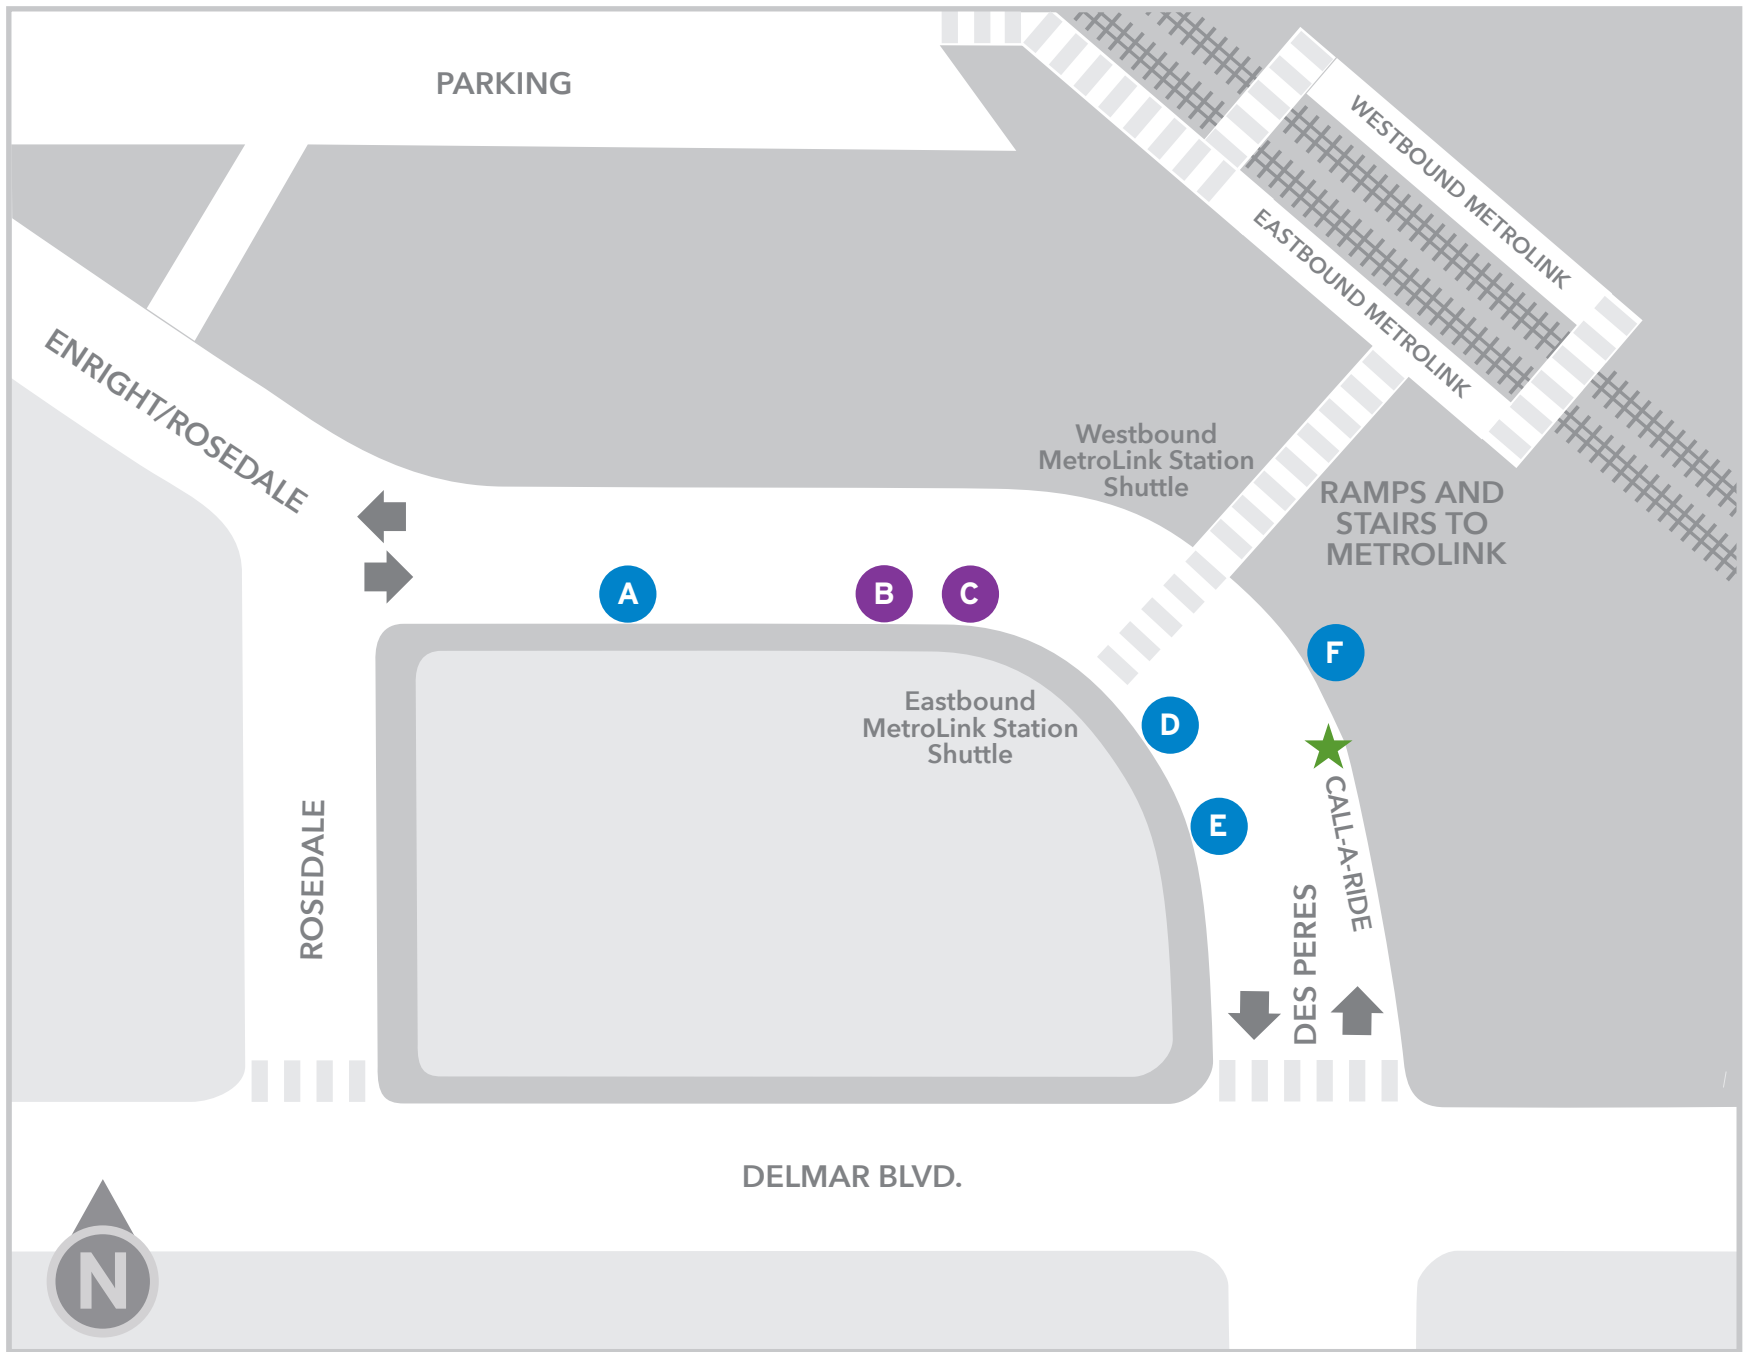 PARKING
WESTBOUND METROLINK
EASTBOUND METROLINK
ENRIGHT/ROSEDALE
Westbound
MetroLink Station
Shuttle
RAMPS AND
STAIRS TO
METROLINK
A
B
C
F
Eastbound
MetroLink Station
Shuttle
D
E
CALL-A-RIDE
ROSEDALE
DES PERES
DELMAR BLVD.
N